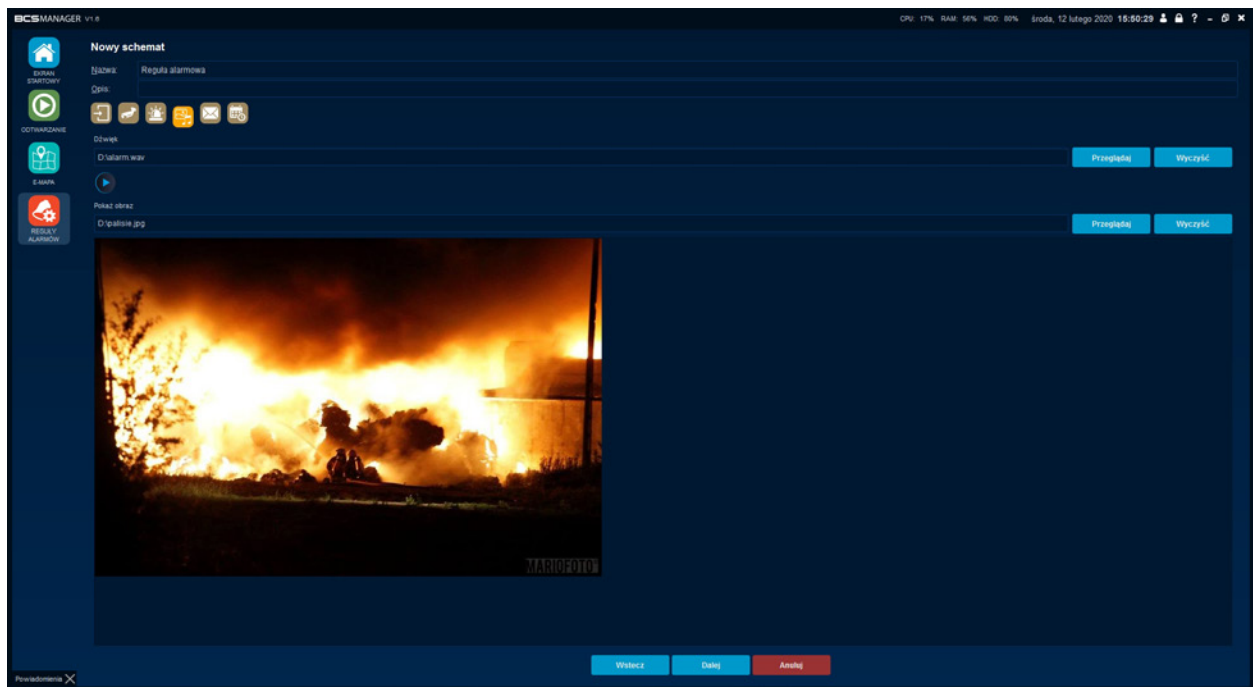 BCSMANAGER V1.8
CPU: 17% RAM: 56% HDD: 80% środa, 12 lutego 2020 15:50:29 ? – ×
Nowy schemat
Nazwa: Reguła alarmowa
Opis:
EKRAN
STARTOWY
ODTWARZANIE
Dźwięk
D:\alarm.wav
Przeglądaj Wyczyść
E-MAPA
Pokaż obraz
D:\palisie.jpg
Przeglądaj Wyczyść
REGUŁY
ALARMÓW
MARIOFOTO
Wstecz Dalej Anuluj
Powiadomienia